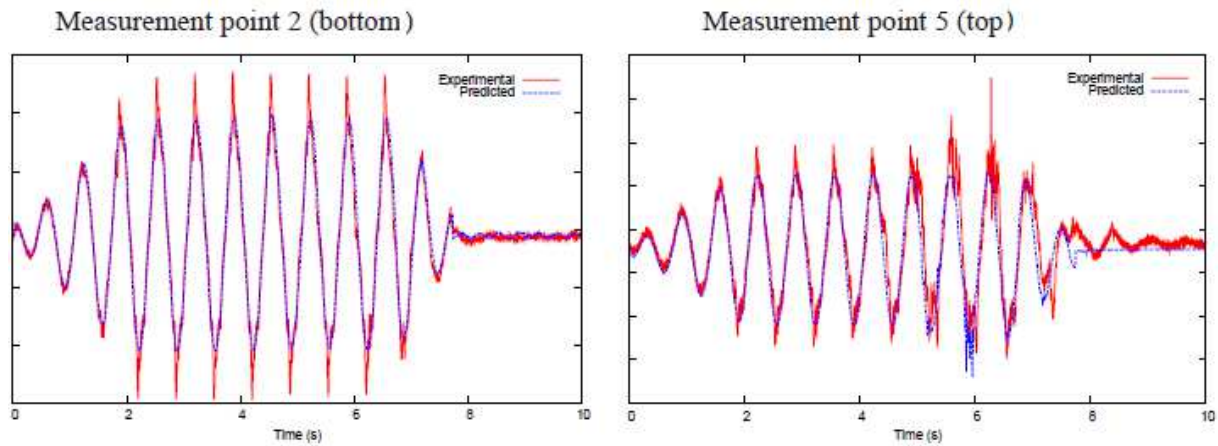 Measurement point 2 (bottom)
Experimental
Predicted
0 2 4 6 8 10
Time (s)
Measurement point 5 (top)
Experimental
Predicted
0 2 4 6 8 10
Time (s)